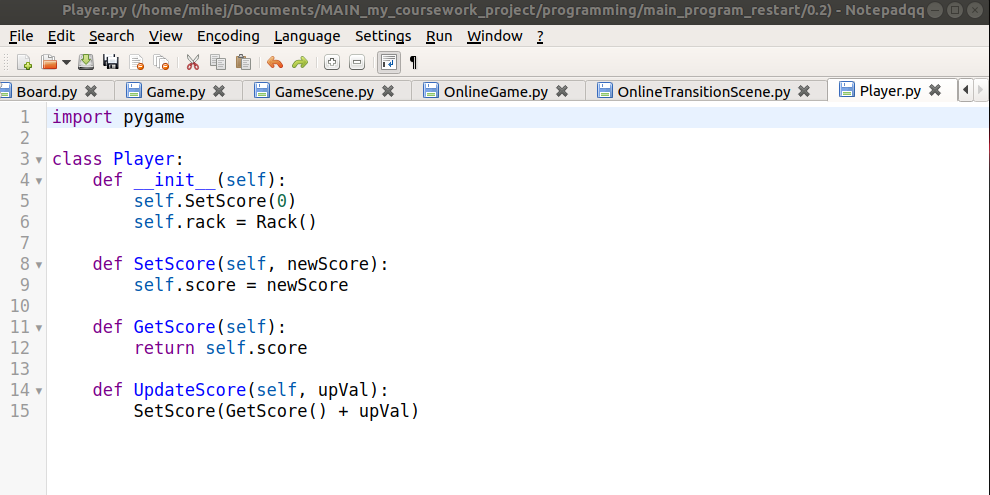 Player.py (/home/mihej/Documents/MAIN_my_coursework_project/programming/main_program_restart/0.2) - Notepadqq
File Edit Search View Encoding Language Settings Run Window ?
Board.py Game.py GameScene.py OnlineGame.py OnlineTransitionScene.py Player.py
1 import pygame
2
3 class Player:
4     def __init__(self):
5         self.SetScore(0)
6         self.rack = Rack()
7
8     def SetScore(self, newScore):
9         self.score = newScore
10
11     def GetScore(self):
12         return self.score
13
14     def UpdateScore(self, upVal):
15         SetScore(GetScore() + upVal)